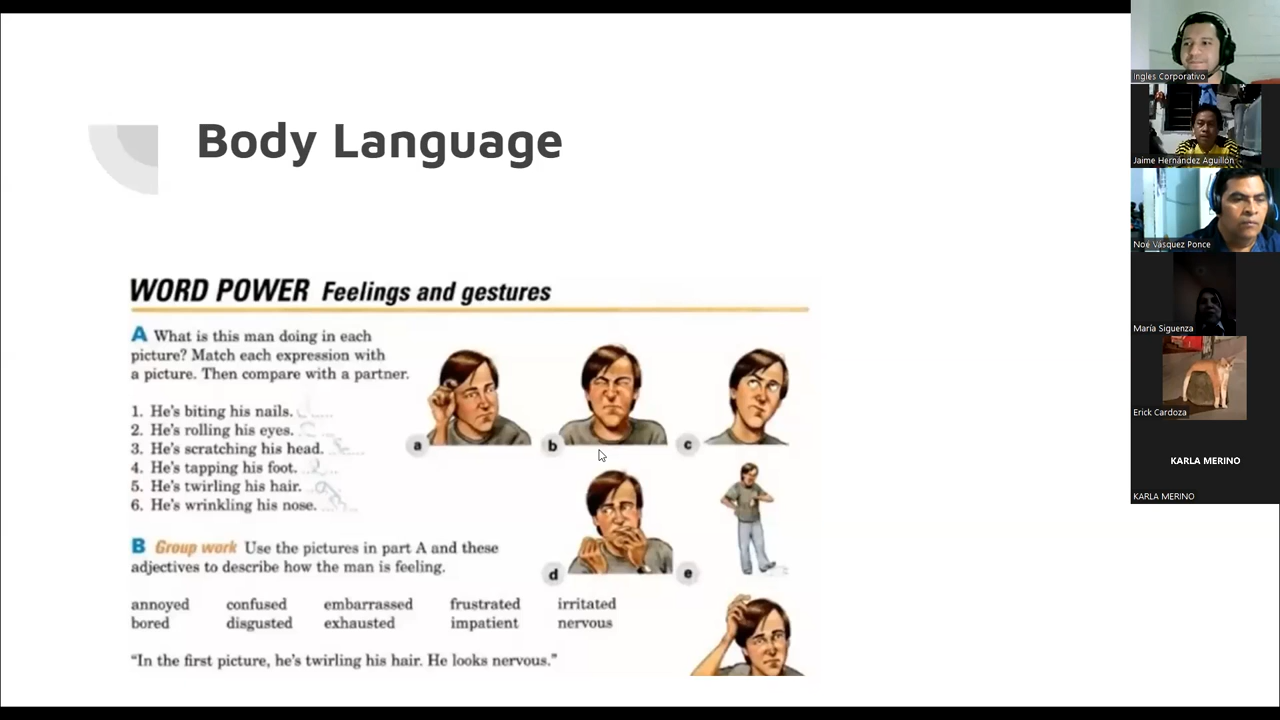 Body Language
WORD POWER Feelings and gestures
A What is this man doing in each
picture? Match each expression with
a picture. Then compare with a partner.
1. He's biting his nails. ......
2. He's rolling his eyes. ......
3. He's scratching his head. ......
4. He's tapping his foot. ......
5. He's twirling his hair. ......
6. He's wrinkling his nose. ......
a
b
c
d
e
B Group work Use the pictures in part A and these
adjectives to describe how the man is feeling.
annoyed confused embarrassed frustrated irritated
bored disgusted exhausted impatient nervous
"In the first picture, he's twirling his hair. He looks nervous."
Ingles Corporativo
Jaime Hernández Aguillón
Noé Vásquez Ponce
María Siguenza
Erick Cardoza
KARLA MERINO
KARLA MERINO